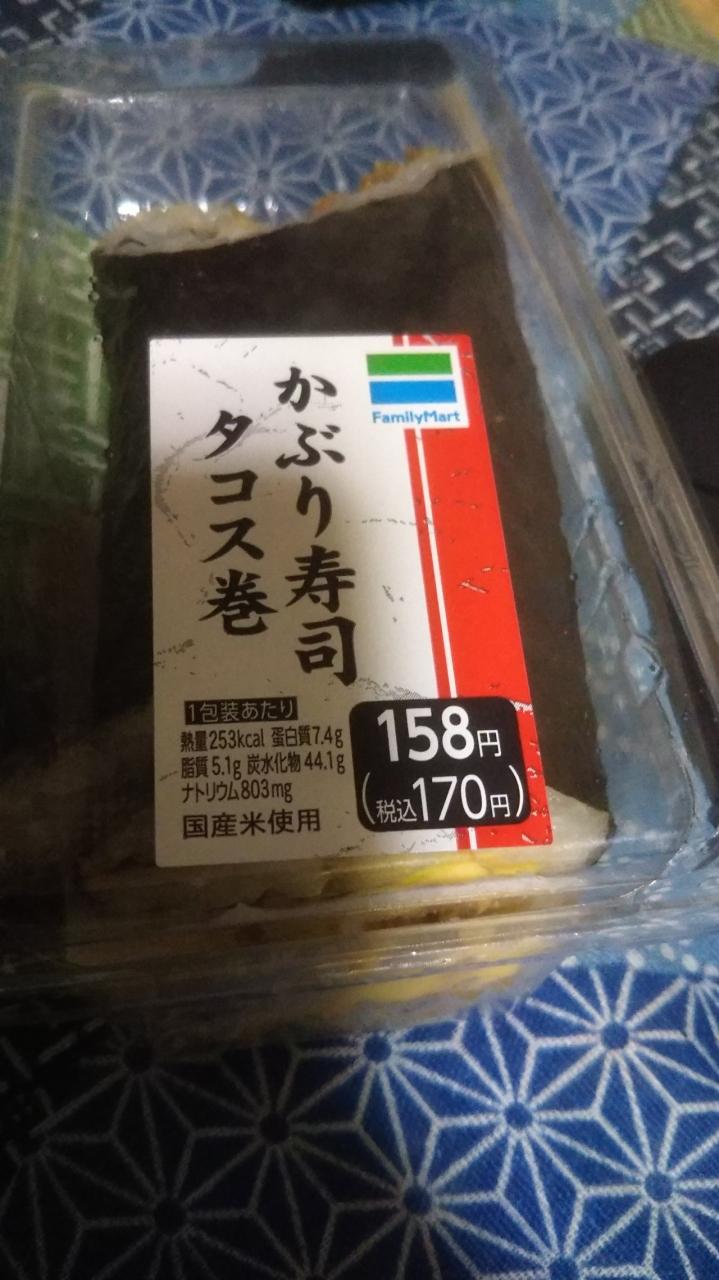 FamilyMart
かぶり寿司
タコス巻
1包装あたり
熱量253kcal 蛋白質7.4g
脂質5.1g 炭水化物44.1g
ナトリウム803mg
国産米使用
158円
(税込170円)